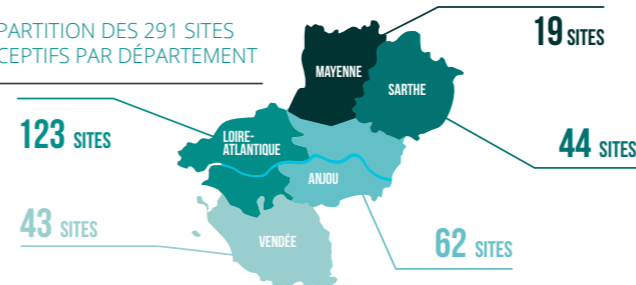 PARTITION DES 291 SITES
CEPTIFS PAR DÉPARTEMENT
19 SITES
MAYENNE
SARTHE
123 SITES
LOIRE-
ATLANTIQUE
44 SITES
ANJOU
43 SITES
VENDÉE
62 SITES